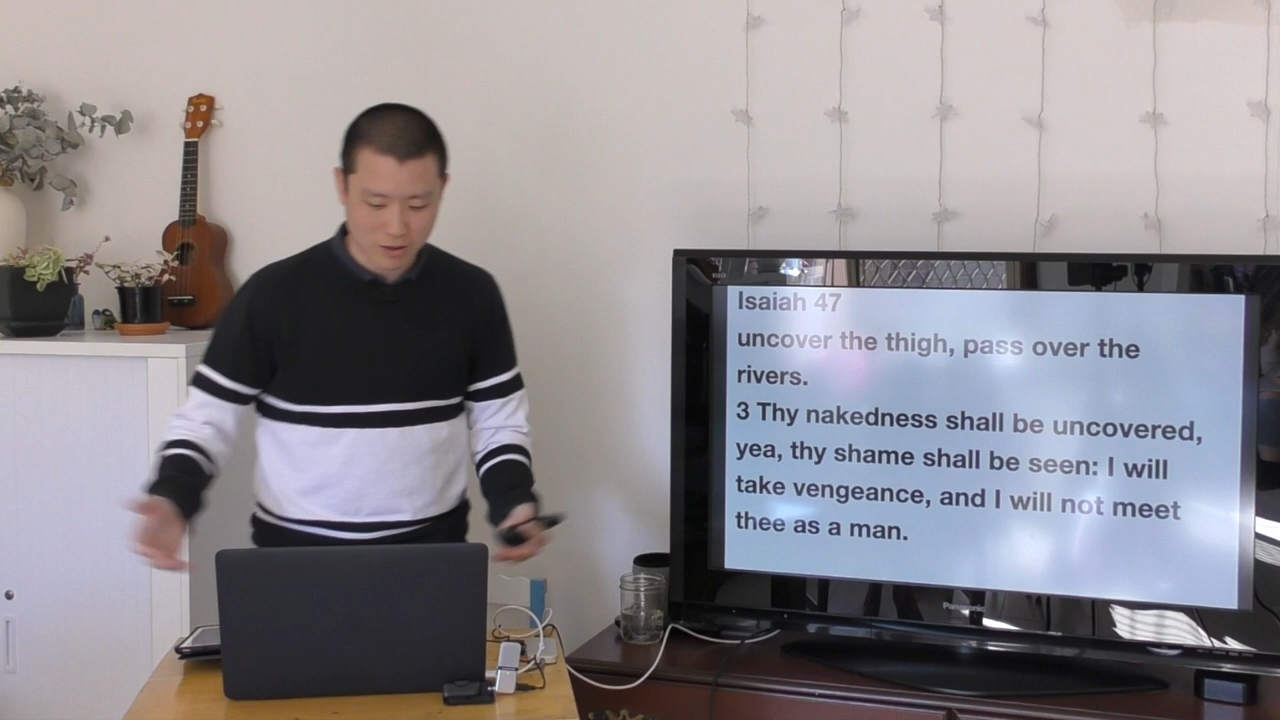 Isaiah 47
uncover the thigh, pass over the
rivers.
3 Thy nakedness shall be uncovered,
yea, thy shame shall be seen: I will
take vengeance, and I will not meet
thee as a man.
Panasonic